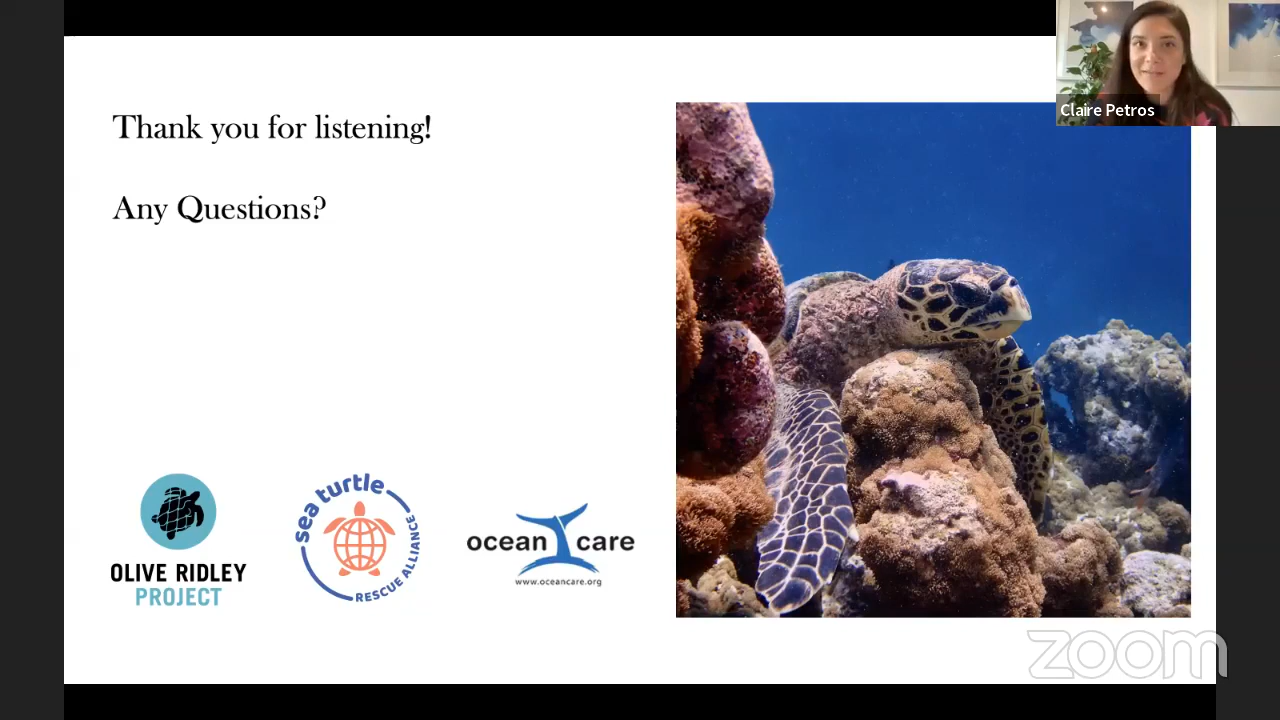 Claire Petros
Thank you for listening!
Any Questions?
sea turtle
RESCUE ALLIANCE
OLIVE RIDLEY
PROJECT
ocean care
www.oceancare.org
zoom